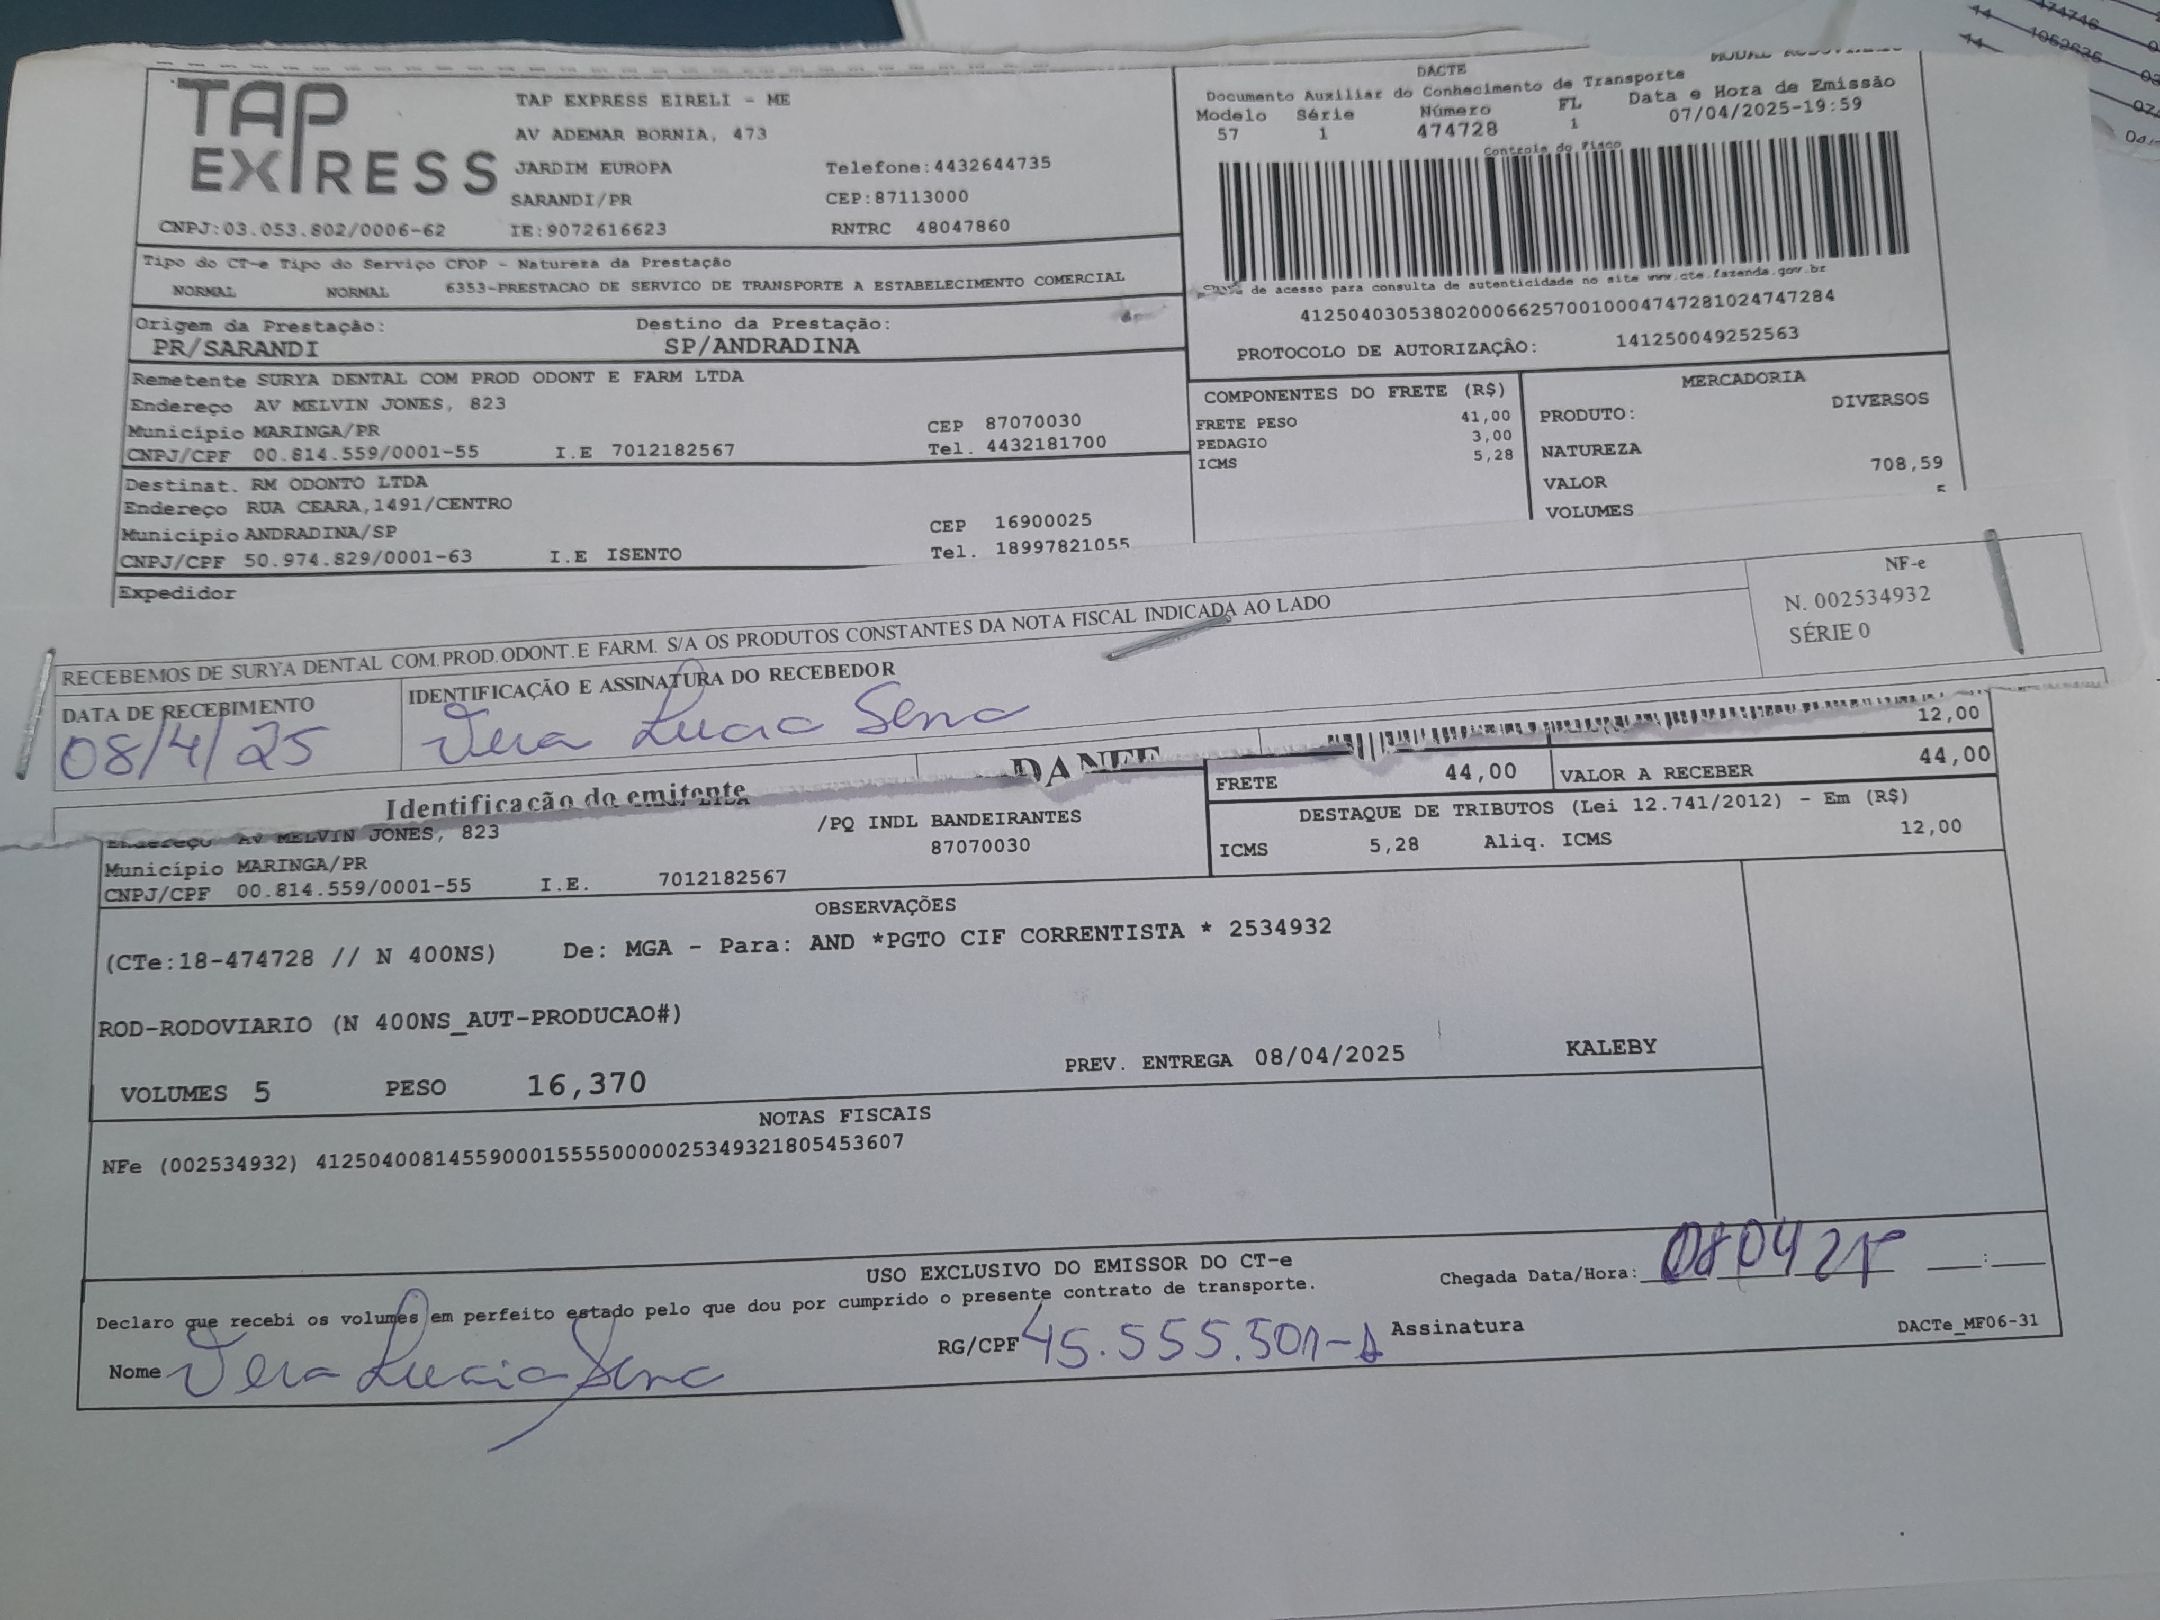 TAP
EXPRESS
TAP EXPRESS EIRELI - ME
AV ADEMAR BORNIA, 473
JARDIM EUROPA Telefone:4432644735
SARANDI/PR CEP:87113000
CNPJ:03.053.802/0006-62 IE:9072616623 RNTRC 48047860
DACTE
Documento Auxiliar do Conhecimento de Transporte
Modelo Série Número FL Data e Hora de Emissão
57 1 474728 1 07/04/2025-19:59
Controle do Fisco
de acesso para consulta de autenticidade no site www.cte.fazenda.gov.br
41250403053802000662570010004747281024747284
PROTOCOLO DE AUTORIZAÇÃO: 141250049252563
Tipo do CT-e Tipo do Serviço CFOP - Natureza da Prestação
NORMAL NORMAL 6353-PRESTACAO DE SERVICO DE TRANSPORTE A ESTABELECIMENTO COMERCIAL
Origem da Prestação: Destino da Prestação:
PR/SARANDI SP/ANDRADINA
Remetente SURYA DENTAL COM PROD ODONT E FARM LTDA
Endereço AV MELVIN JONES, 823
Município MARINGA/PR CEP 87070030
CNPJ/CPF 00.814.559/0001-55 I.E 7012182567 Tel. 4432181700
Destinat. RM ODONTO LTDA
Endereço RUA CEARA,1491/CENTRO
Município ANDRADINA/SP CEP 16900025
CNPJ/CPF 50.974.829/0001-63 I.E ISENTO Tel. 18997821055
Expedidor
COMPONENTES DO FRETE (R$)
FRETE PESO 41,00
PEDAGIO 3,00
ICMS 5,28
MERCADORIA
PRODUTO: DIVERSOS
NATUREZA
VALOR 708,59
VOLUMES
RECEBEMOS DE SURYA DENTAL COM.PROD.ODONT.E FARM. S/A OS PRODUTOS CONSTANTES DA NOTA FISCAL INDICADA AO LADO
NF-e
N. 002534932
SÉRIE 0
DATA DE RECEBIMENTO IDENTIFICAÇÃO E ASSINATURA DO RECEBEDOR
08/4/25 Vera Lucia Sena
Identificação do emitente DANFE
12,00
FRETE 44,00 VALOR A RECEBER 44,00
DESTAQUE DE TRIBUTOS (Lei 12.741/2012) - Em (R$)
ICMS 5,28 Aliq. ICMS 12,00
Endereço AV MELVIN JONES, 823 /PQ INDL BANDEIRANTES
Município MARINGA/PR 87070030
CNPJ/CPF 00.814.559/0001-55 I.E. 7012182567
OBSERVAÇÕES
(CTe:18-474728 // N 400NS) De: MGA - Para: AND *PGTO CIF CORRENTISTA * 2534932
ROD-RODOVIARIO (N 400NS_AUT-PRODUCAO#)
VOLUMES 5 PESO 16,370 PREV. ENTREGA 08/04/2025 KALEBY
NOTAS FISCAIS
NFe (002534932) 41250400814559000155550000025349321805453607
USO EXCLUSIVO DO EMISSOR DO CT-e
Declaro que recebi os volumes em perfeito estado pelo que dou por cumprido o presente contrato de transporte.
Chegada Data/Hora: 08 04 25 __:__
Nome Vera Lucia Sena RG/CPF 45.555.501-1 Assinatura
DACTe_MF06-31
474746
44 1062636
44